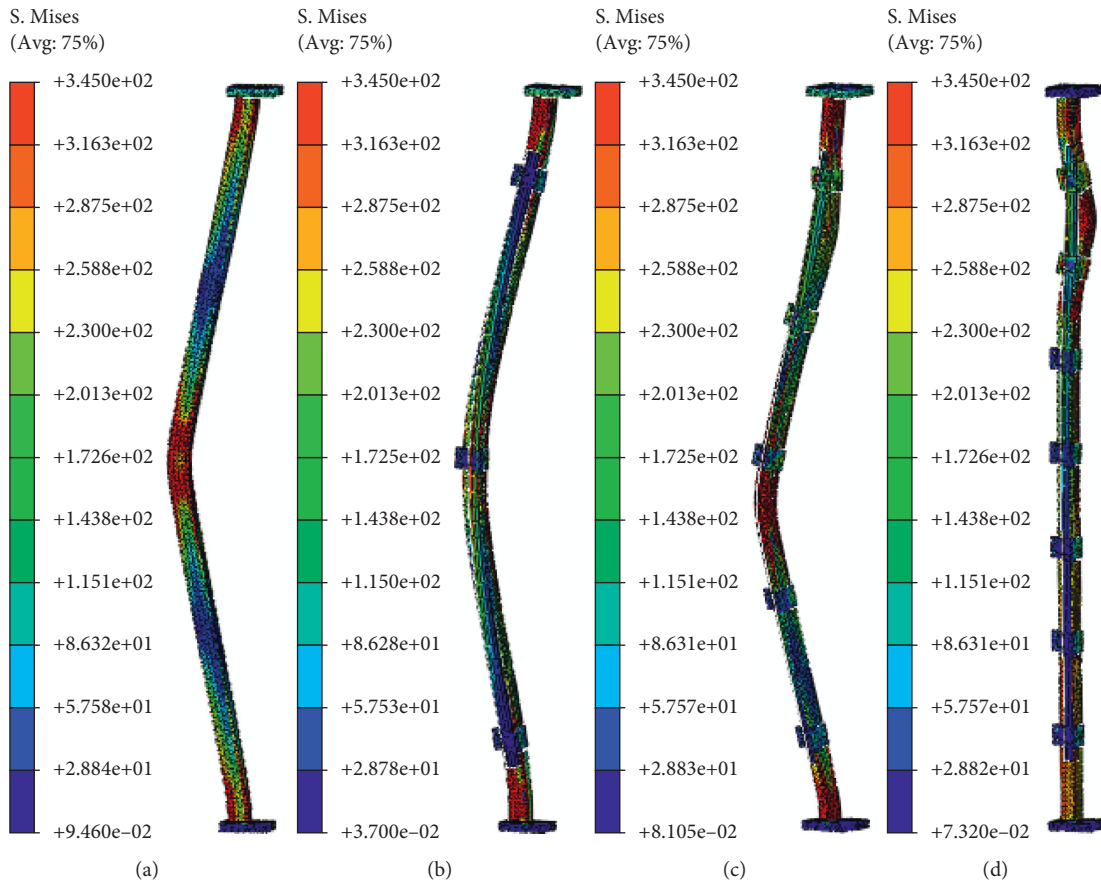 S. Mises
(Avg: 75%)
+3.450e+02
+3.163e+02
+2.875e+02
+2.588e+02
+2.300e+02
+2.013e+02
+1.726e+02
+1.438e+02
+1.151e+02
+8.632e+01
+5.758e+01
+2.884e+01
+9.460e–02
(a)
S. Mises
(Avg: 75%)
+3.450e+02
+3.163e+02
+2.875e+02
+2.588e+02
+2.300e+02
+2.013e+02
+1.725e+02
+1.438e+02
+1.150e+02
+8.628e+01
+5.753e+01
+2.878e+01
+3.700e–02
(b)
S. Mises
(Avg: 75%)
+3.450e+02
+3.163e+02
+2.875e+02
+2.588e+02
+2.300e+02
+2.013e+02
+1.725e+02
+1.438e+02
+1.151e+02
+8.631e+01
+5.757e+01
+2.883e+01
+8.105e–02
(c)
S. Mises
(Avg: 75%)
+3.450e+02
+3.163e+02
+2.875e+02
+2.588e+02
+2.300e+02
+2.013e+02
+1.726e+02
+1.438e+02
+1.151e+02
+8.631e+01
+5.757e+01
+2.882e+01
+7.320e–02
(d)